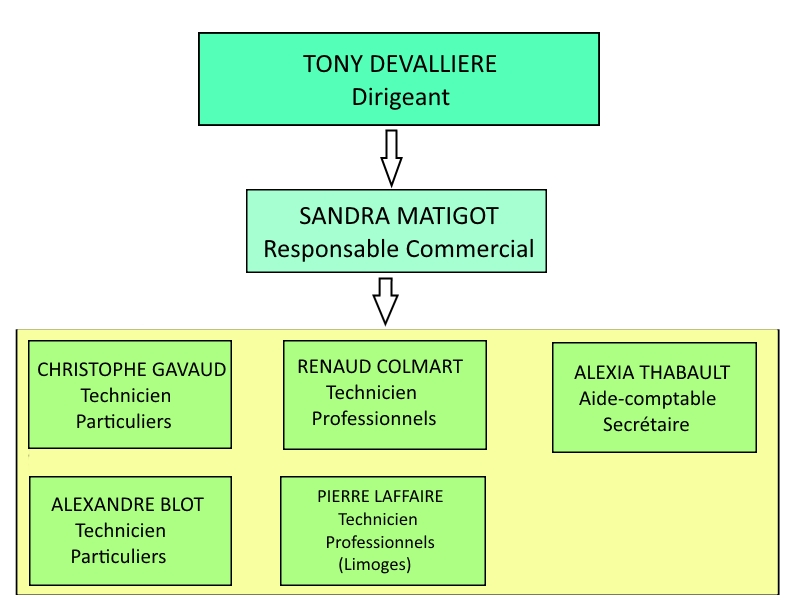 TONY DEVALLIERE
Dirigeant
SANDRA MATIGOT
Responsable Commercial
CHRISTOPHE GAVAUD
Technicien
Particuliers
RENAUD COLMART
Technicien
Professionnels
ALEXIA THABAULT
Aide-comptable
Secrétaire
ALEXANDRE BLOT
Technicien
Particuliers
PIERRE LAFFAIRE
Technicien
Professionnels
(Limoges)